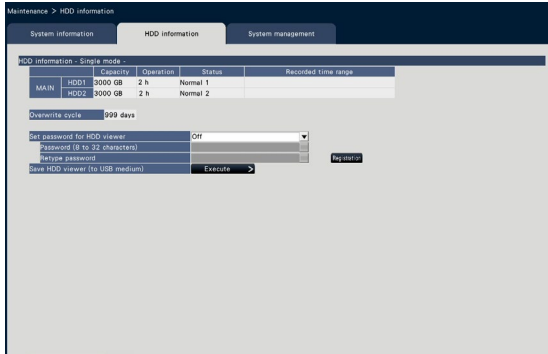 Maintenance > HDD information
System information HDD information System management
HDD information - Single mode -
Capacity Operation Status Recorded time range
MAIN HDD1 3000 GB 2 h Normal 1
HDD2 3000 GB 2 h Normal 2
Overwrite cycle 999 days
Set password for HDD viewer Off
Password (8 to 32 characters)
Retype password Registration
Save HDD viewer (to USB medium) Execute >